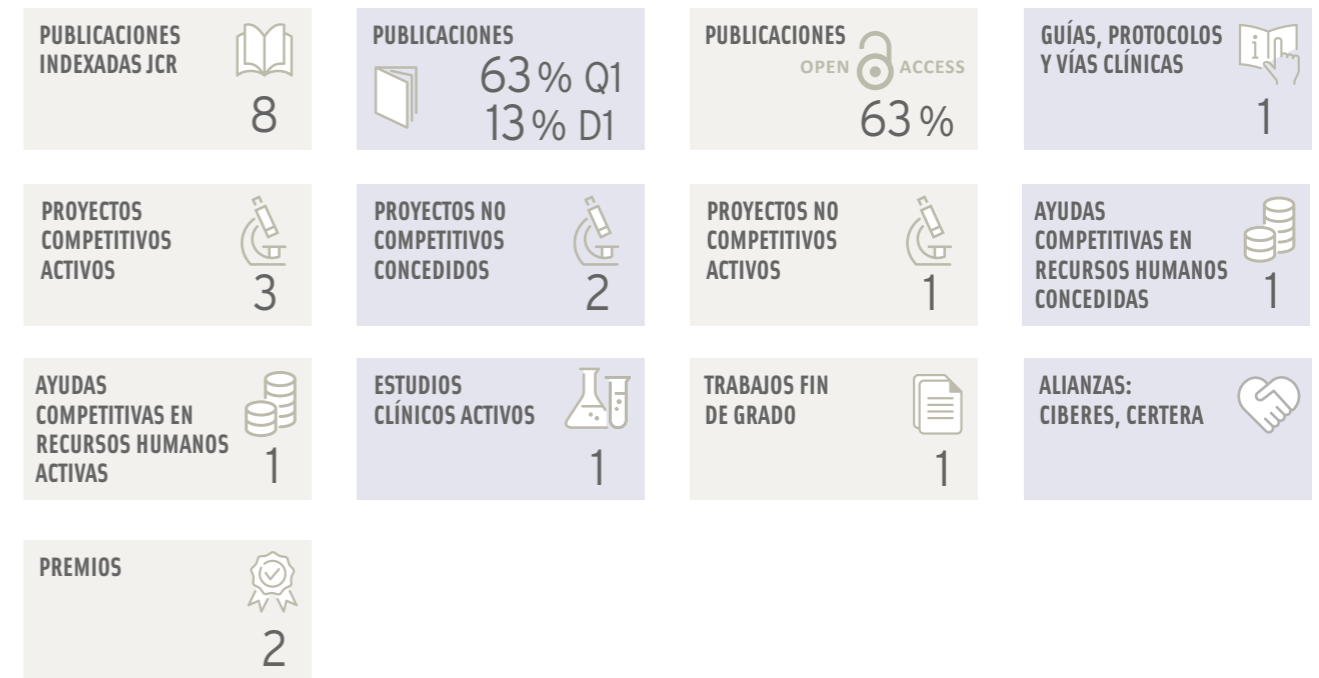 PUBLICACIONES
INDEXADAS JCR
8
PUBLICACIONES
63% Q1
13% D1
PUBLICACIONES
OPEN ACCESS
63%
GUÍAS, PROTOCOLOS
Y VÍAS CLÍNICAS
i
1
PROYECTOS
COMPETITIVOS
ACTIVOS
3
PROYECTOS NO
COMPETITIVOS
CONCEDIDOS
2
PROYECTOS NO
COMPETITIVOS
ACTIVOS
1
AYUDAS
COMPETITIVAS EN
RECURSOS HUMANOS
CONCEDIDAS
1
AYUDAS
COMPETITIVAS EN
RECURSOS HUMANOS
ACTIVAS
1
ESTUDIOS
CLÍNICOS ACTIVOS
1
TRABAJOS FIN
DE GRADO
1
ALIANZAS:
CIBERES, CERTERA
PREMIOS
2